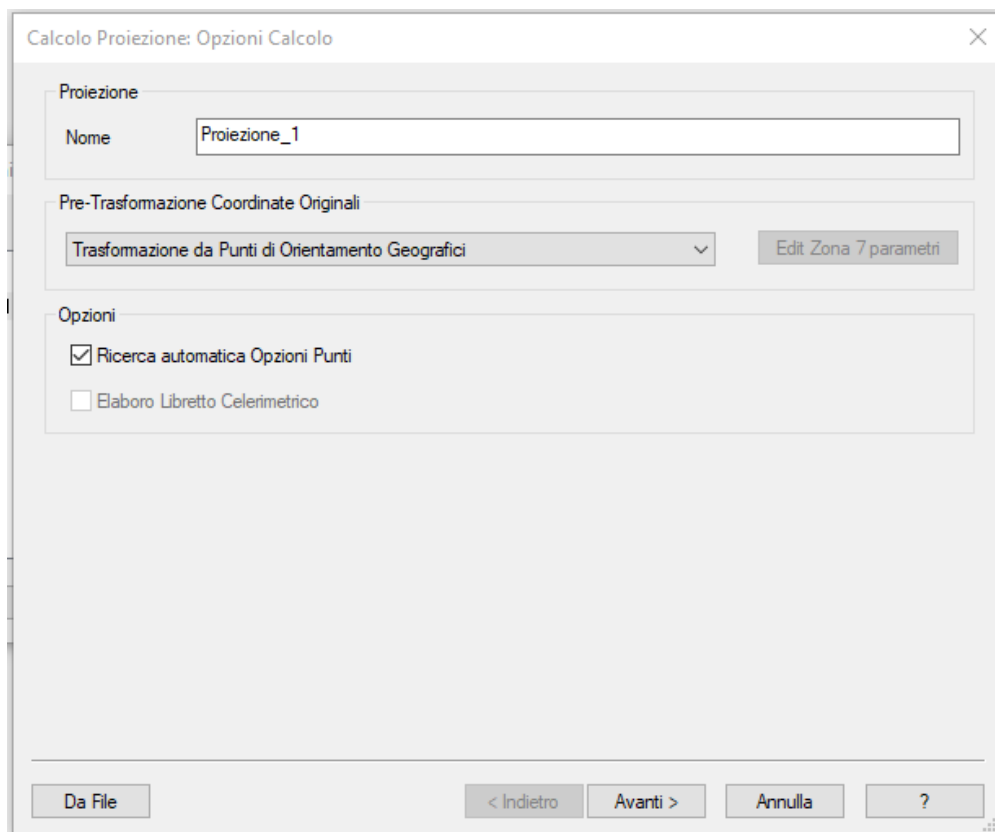 Calcolo Proiezione: Opzioni Calcolo
Proiezione
Nome
Proiezione_1
Pre-Trasformazione Coordinate Originali
Trasformazione da Punti di Orientamento Geografici
Edit Zona 7 parametri
Opzioni
Ricerca automatica Opzioni Punti
Elaboro Libretto Celerimetrico
Da File
< Indietro
Avanti >
Annulla
?